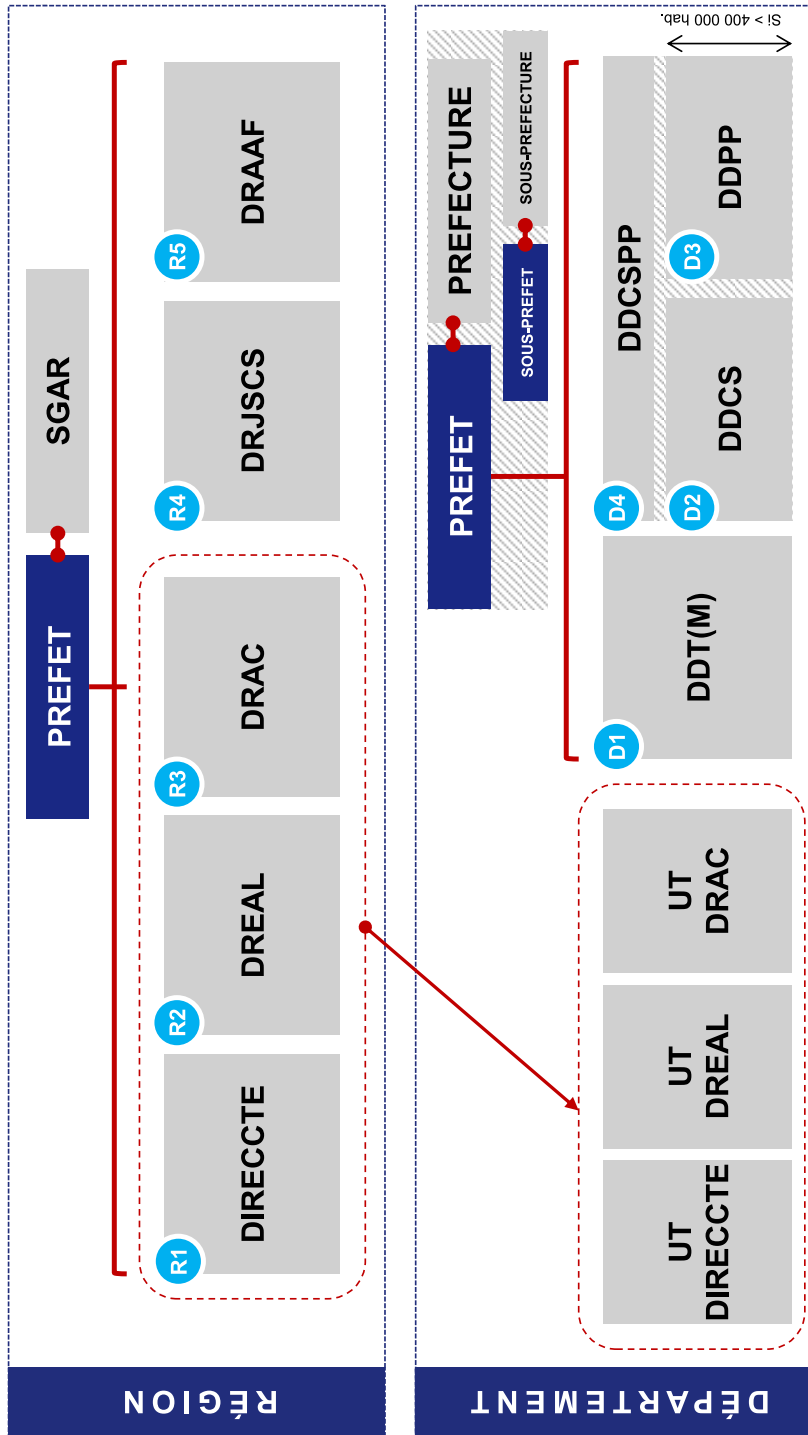 RÉGION
PREFET
SGAR
R1
DIRECCTE
R2
DREAL
R3
DRAC
R4
DRJSCS
R5
DRAAF
DÉPARTEMENT
PREFET
PREFECTURE
SOUS-PREFET
SOUS-PREFECTURE
UT
DIRECCTE
UT
DREAL
UT
DRAC
D1
DDT(M)
D4
DDCSPP
D2
DDCS
D3
DDPP
Si > 400 000 hab.